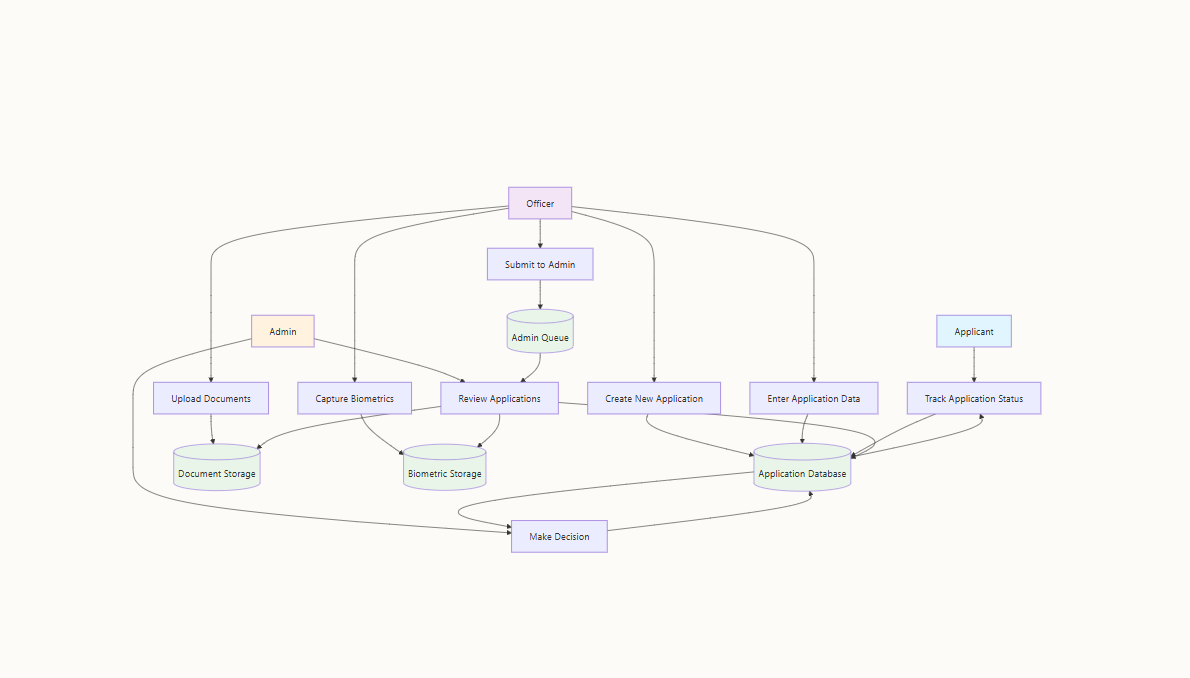 Officer
Submit to Admin
Admin
Admin Queue
Applicant
Upload Documents
Capture Biometrics
Review Applications
Create New Application
Enter Application Data
Track Application Status
Document Storage
Biometric Storage
Application Database
Make Decision